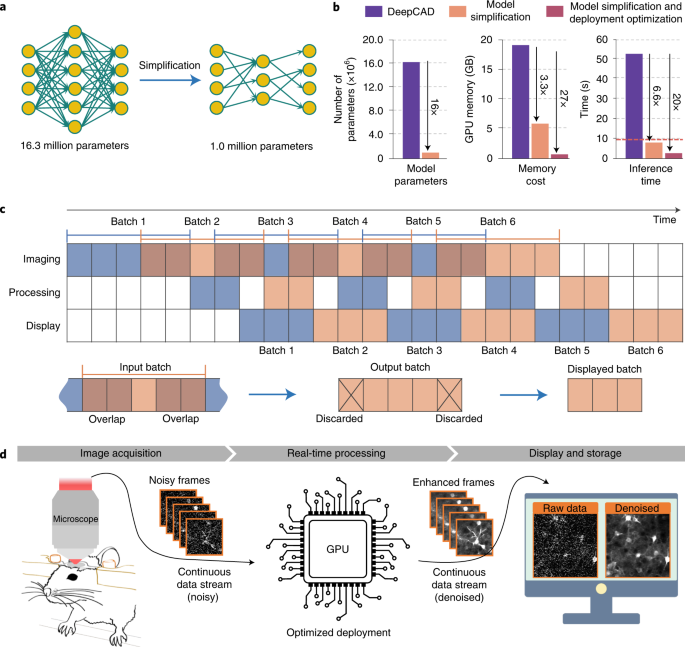 a
Simplification
16.3 million parameters
1.0 million parameters
b
DeepCAD
Model
simplification
Model simplification and
deployment optimization
Number of
parameters (×10⁶)
20.0
16.0
12.0
8.0
4.0
0
16×
Model
parameters
GPU memory (GB)
20
15
10
5
0
3.3×
27×
Memory
cost
Time (s)
60
50
40
30
20
10
0
6.6×
20×
Inference
time
c
Batch 1
Batch 2
Batch 3
Batch 4
Batch 5
Batch 6
Time
Imaging
Processing
Display
Batch 1
Batch 2
Batch 3
Batch 4
Batch 5
Batch 6
Input batch
Overlap
Overlap
Output batch
Discarded
Discarded
Displayed batch
d
Image acquisition
Real-time processing
Display and storage
Microscope
Noisy frames
Continuous
data stream
(noisy)
GPU
Optimized deployment
Enhanced frames
Continuous
data stream
(denoised)
Raw data
Denoised